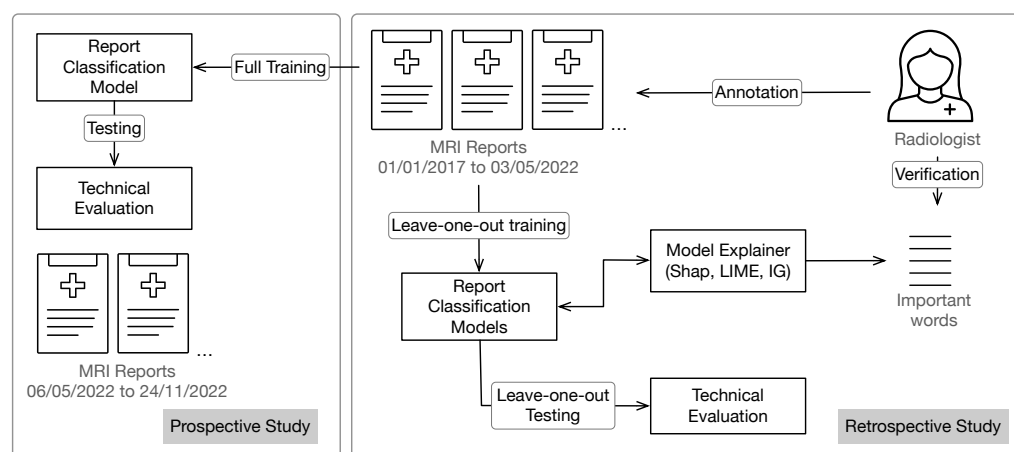 Report
Classification
Model
Full Training
Testing
Technical
Evaluation
...
MRI Reports
06/05/2022 to 24/11/2022
Prospective Study
...
MRI Reports
01/01/2017 to 03/05/2022
Annotation
Radiologist
Verification
Leave-one-out training
Report
Classification
Models
Model Explainer
(Shap, LIME, IG)
Important
words
Leave-one-out
Testing
Technical
Evaluation
Retrospective Study